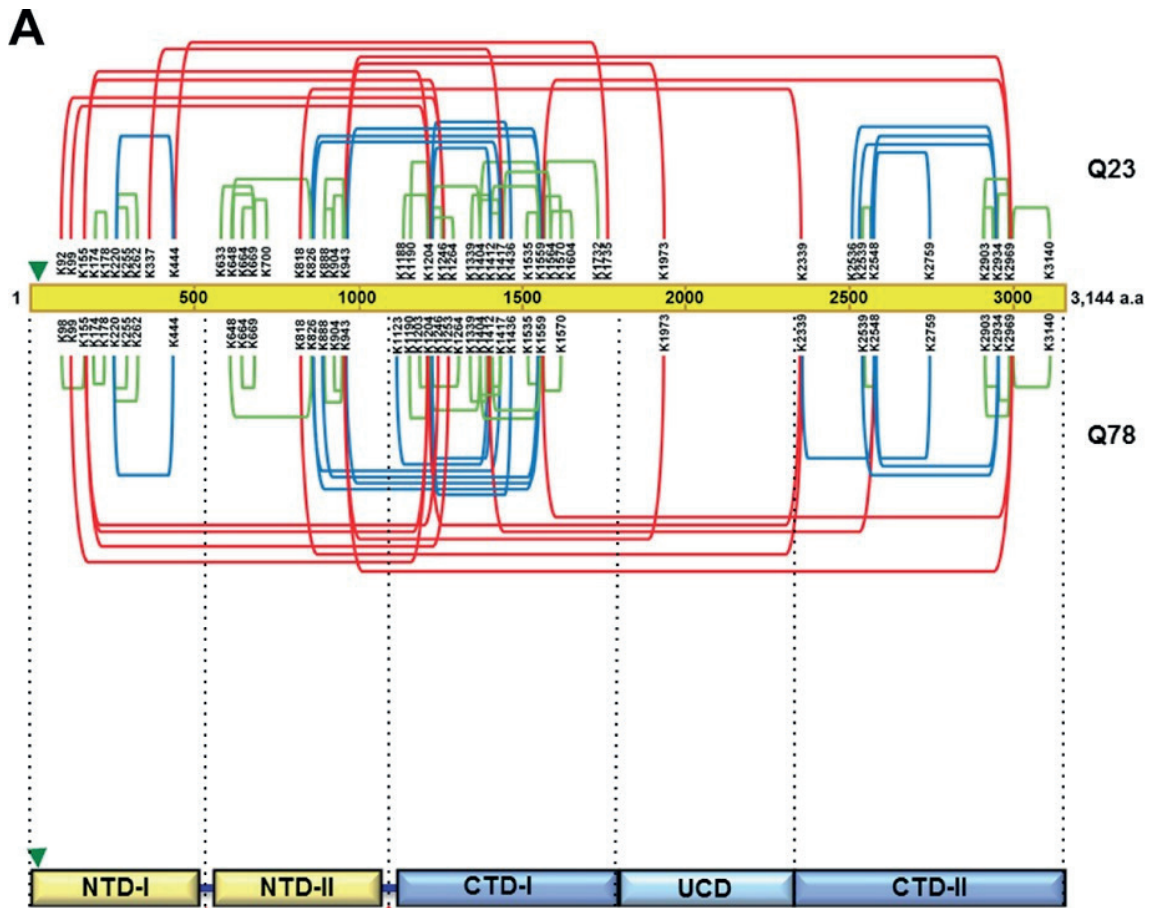 A
Q23
K92
K99
K155
K174
K178
K220
K255
K262
K337
K444
K633
K648
K664
K669
K700
K818
K826
K888
K904
K943
K1188
K1190
K1204
K1246
K1264
K1339
K1404
K1412
K1417
K1436
K1535
K1559
K1564
K1570
K1604
K1732
K1735
K1973
K2339
K2536
K2539
K2548
K2759
K2903
K2934
K2969
K3140
1 500 1000 1500 2000 2500 3000 3,144 a.a
K99
K155
K174
K178
K220
K255
K262
K444
K648
K664
K669
K818
K826
K888
K904
K943
K1123
K1190
K1203
K1204
K1246
K1253
K1264
K1339
K1404
K1412
K1417
K1436
K1535
K1559
K1570
K1973
K2339
K2539
K2548
K2759
K2903
K2934
K2969
K3140
Q78
NTD-I NTD-II CTD-I UCD CTD-II